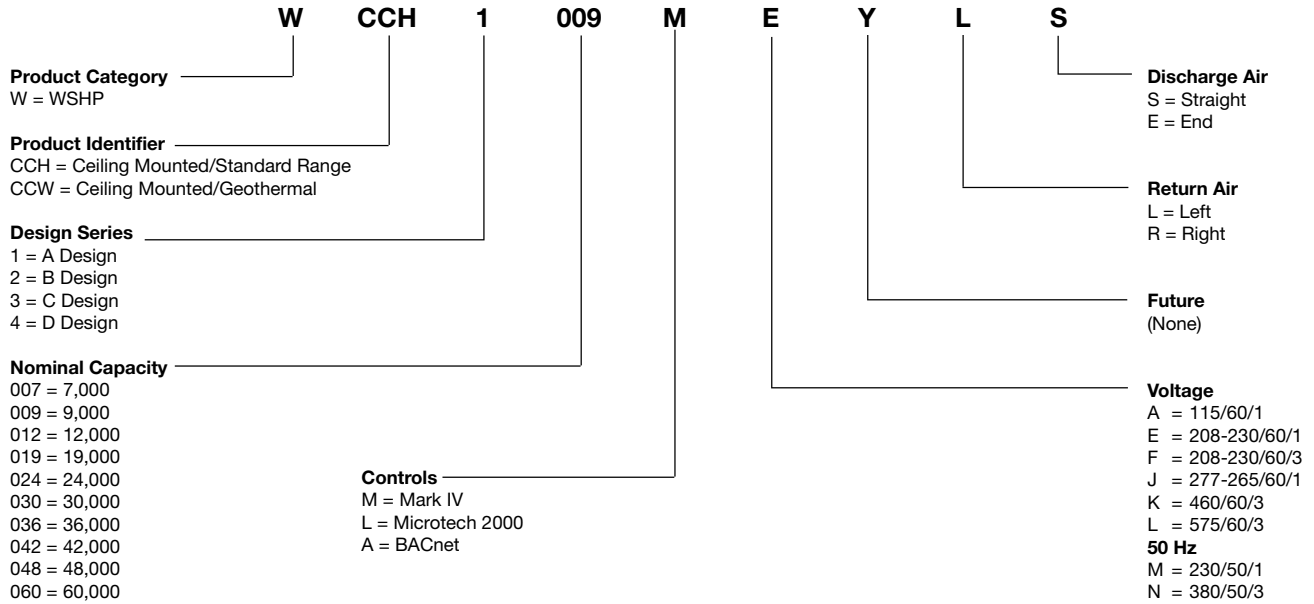 W CCH 1 009 M E Y L S
Product Category
W = WSHP
Product Identifier
CCH = Ceiling Mounted/Standard Range
CCW = Ceiling Mounted/Geothermal
Design Series
1 = A Design
2 = B Design
3 = C Design
4 = D Design
Nominal Capacity
007 = 7,000
009 = 9,000
012 = 12,000
019 = 19,000
024 = 24,000
030 = 30,000
036 = 36,000
042 = 42,000
048 = 48,000
060 = 60,000
Controls
M = Mark IV
L = Microtech 2000
A = BACnet
Discharge Air
S = Straight
E = End
Return Air
L = Left
R = Right
Future
(None)
Voltage
A = 115/60/1
E = 208-230/60/1
F = 208-230/60/3
J = 277-265/60/1
K = 460/60/3
L = 575/60/3
50 Hz
M = 230/50/1
N = 380/50/3